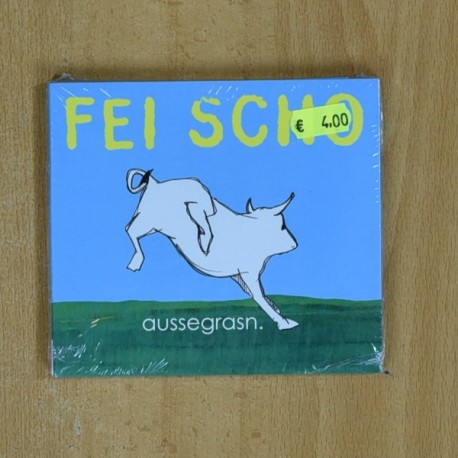 FEI SCHO
€ 4.00
aussegrasn.